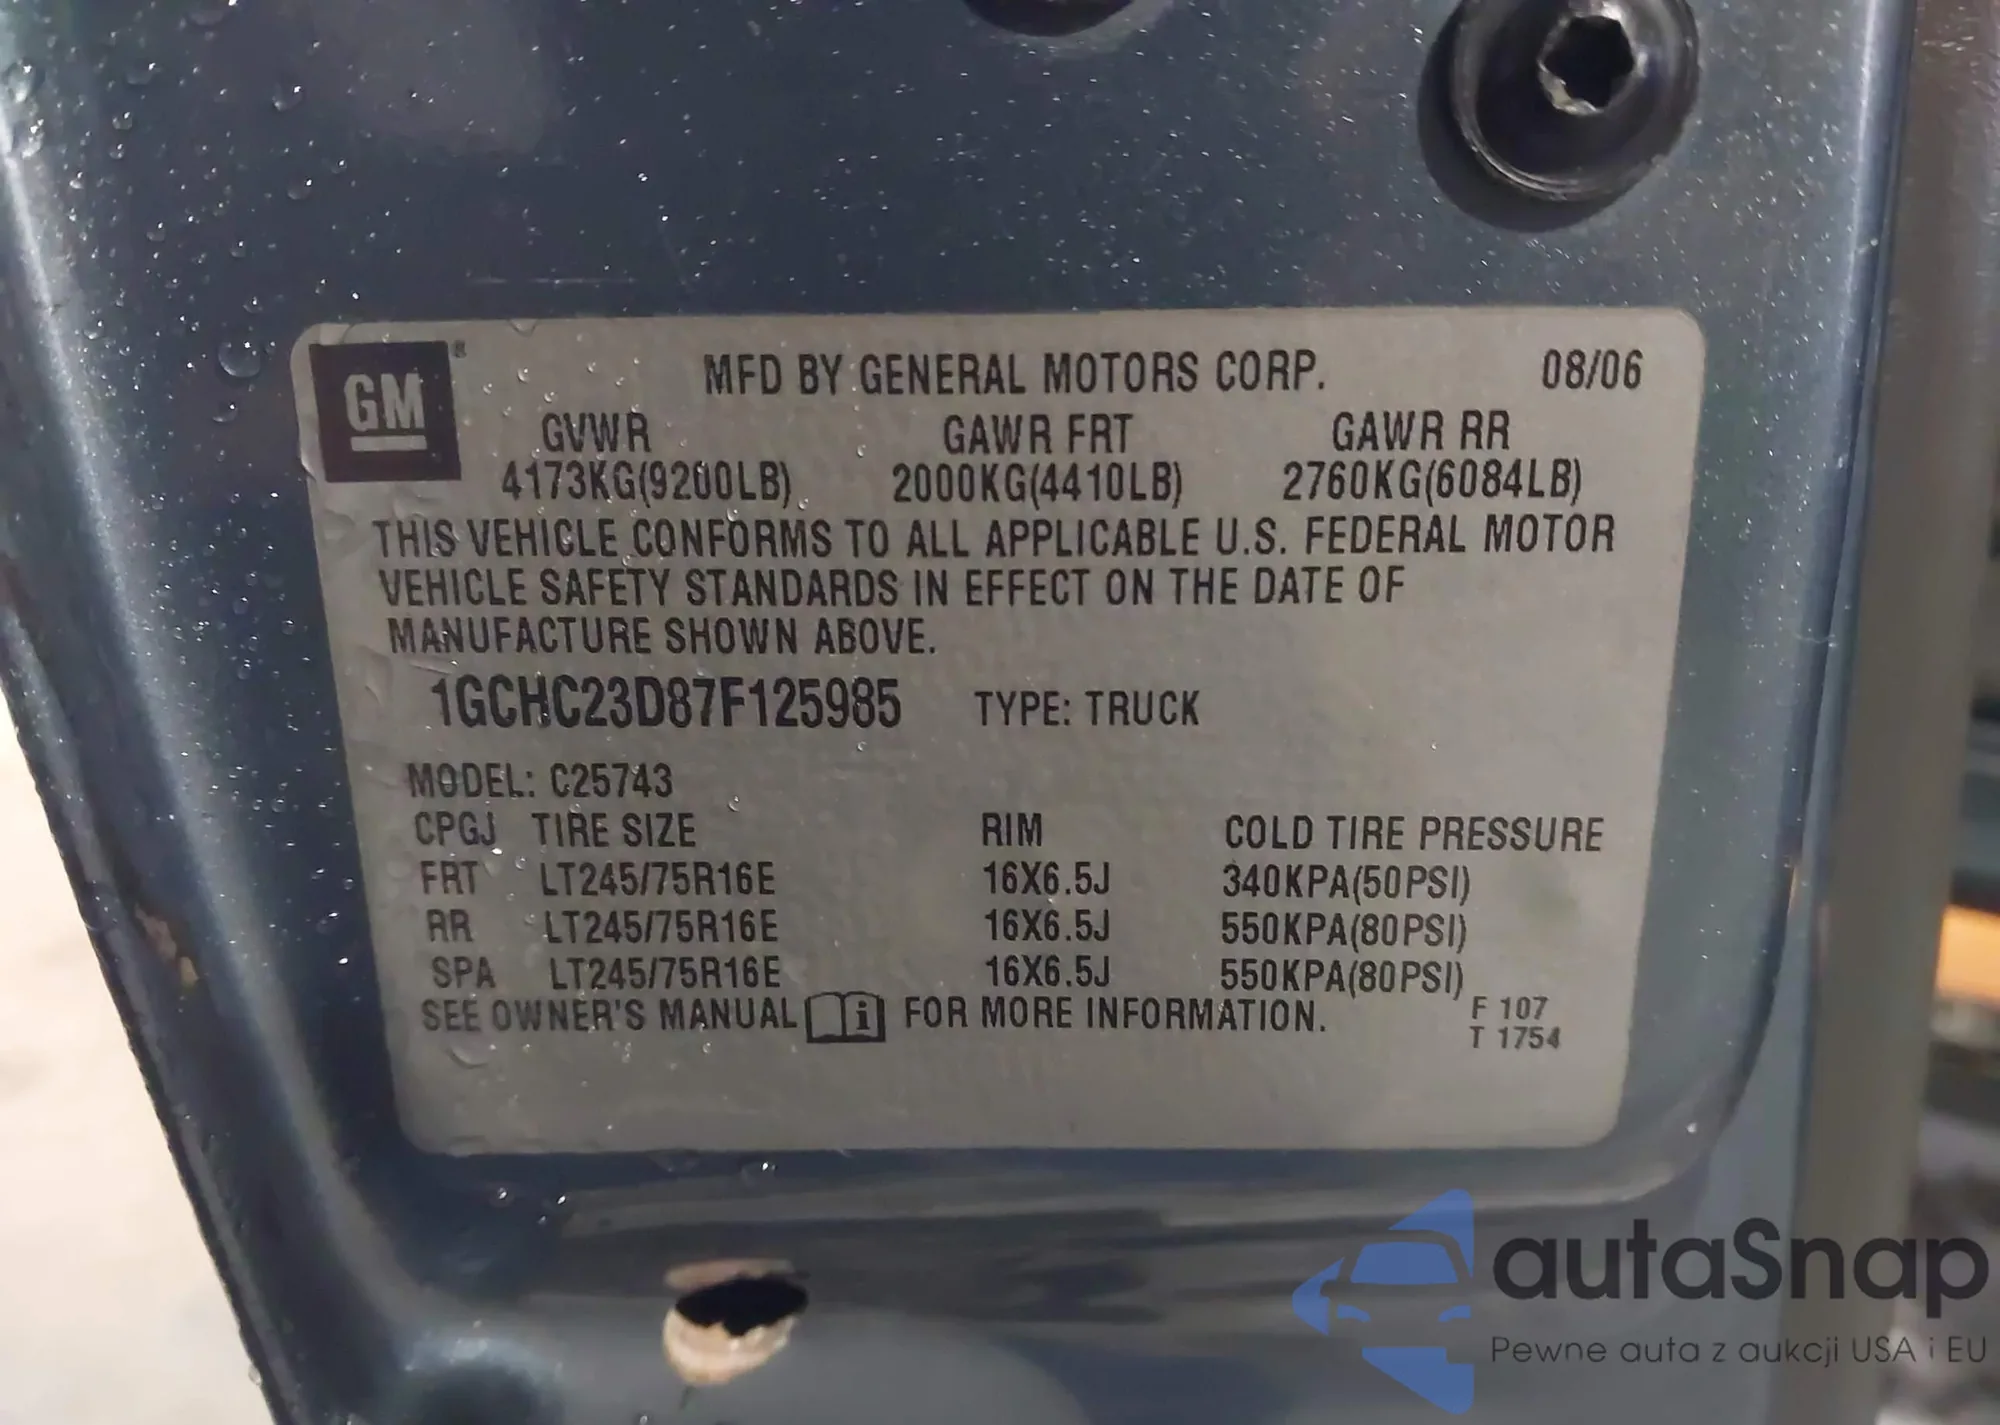 GM®
MFD BY GENERAL MOTORS CORP. 08/06
GVWR GAWR FRT GAWR RR
4173KG(9200LB) 2000KG(4410LB) 2760KG(6084LB)
THIS VEHICLE CONFORMS TO ALL APPLICABLE U.S. FEDERAL MOTOR
VEHICLE SAFETY STANDARDS IN EFFECT ON THE DATE OF
MANUFACTURE SHOWN ABOVE.
1GCHC23D87F125985 TYPE: TRUCK
MODEL: C25743
CPGJ TIRE SIZE RIM COLD TIRE PRESSURE
FRT LT245/75R16E 16X6.5J 340KPA(50PSI)
RR LT245/75R16E 16X6.5J 550KPA(80PSI)
SPA LT245/75R16E 16X6.5J 550KPA(80PSI)
SEE OWNER'S MANUAL i FOR MORE INFORMATION.
F 107
T 1754
autaSnap
Pewne auta z aukcji USA i EU